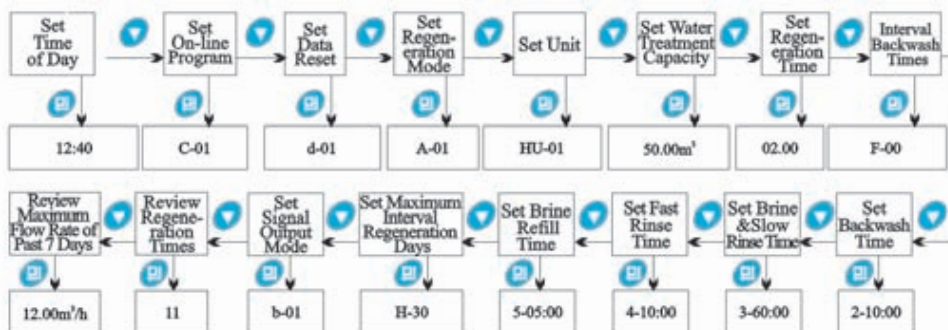 Set
Time
of Day
Set
On-line
Program
Set
Data
Reset
Set
Regen-
eration
Mode
Set Unit
Set Water
Treatment
Capacity
Set
Regen-
eration
Time
Interval
Backwash
Times
12:40
C-01
d-01
A-01
HU-01
50.00m³
02.00
F-00
Review
Maximum
Flow Rate of
Past 7 Days
Review
Regene-
ration
Times
Set
Signal
Output
Mode
Set Maximum
Interval
Regeneration
Days
Set Brine
Refill
Time
Set Fast
Rinse
Time
Set Brine
&Slow
Rinse Time
Set
Backwash
Time
12.00m³/h
11
b-01
H-30
5-05:00
4-10:00
3-60:00
2-10:00